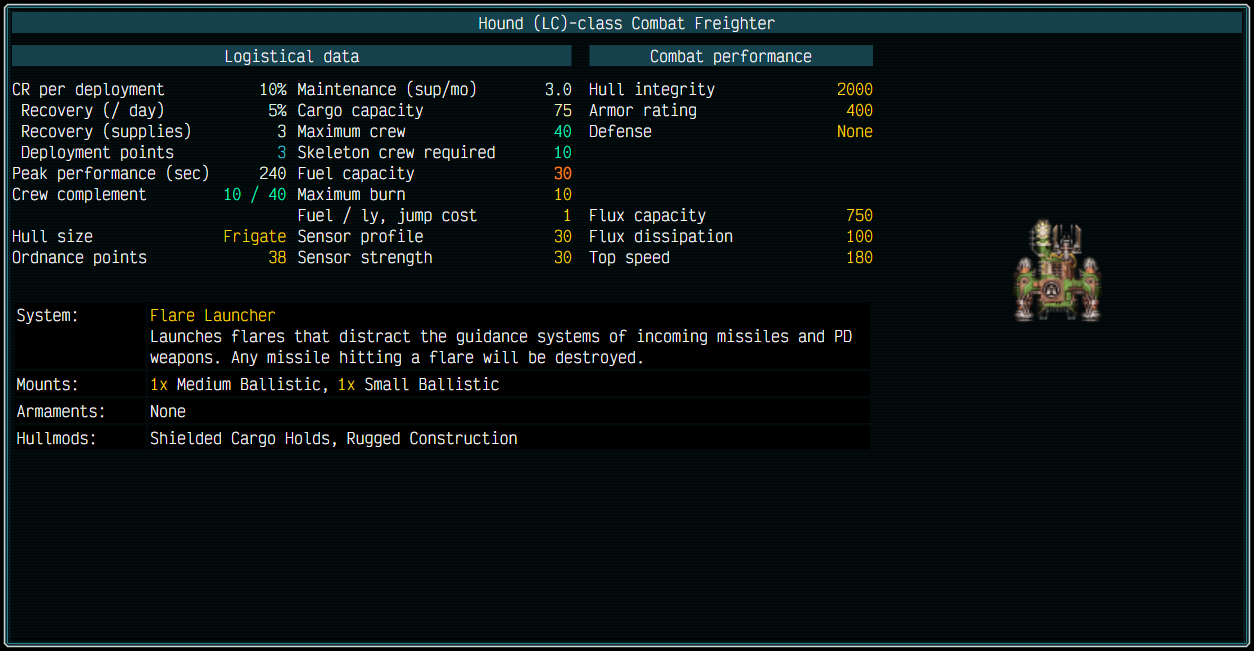 Hound (LC)-class Combat Freighter
Logistical data Combat performance
CR per deployment 10% Maintenance (sup/mo) 3.0 Hull integrity 2000
Recovery (/ day) 5% Cargo capacity 75 Armor rating 400
Recovery (supplies) 3 Maximum crew 40 Defense None
Deployment points 3 Skeleton crew required 10
Peak performance (sec) 240 Fuel capacity 30
Crew complement 10 / 40 Maximum burn 10
Fuel / ly, jump cost 1 Flux capacity 750
Hull size Frigate Sensor profile 30 Flux dissipation 100
Ordnance points 38 Sensor strength 30 Top speed 180
System: Flare Launcher
Launches flares that distract the guidance systems of incoming missiles and PD
weapons. Any missile hitting a flare will be destroyed.
Mounts: 1x Medium Ballistic, 1x Small Ballistic
Armaments: None
Hullmods: Shielded Cargo Holds, Rugged Construction